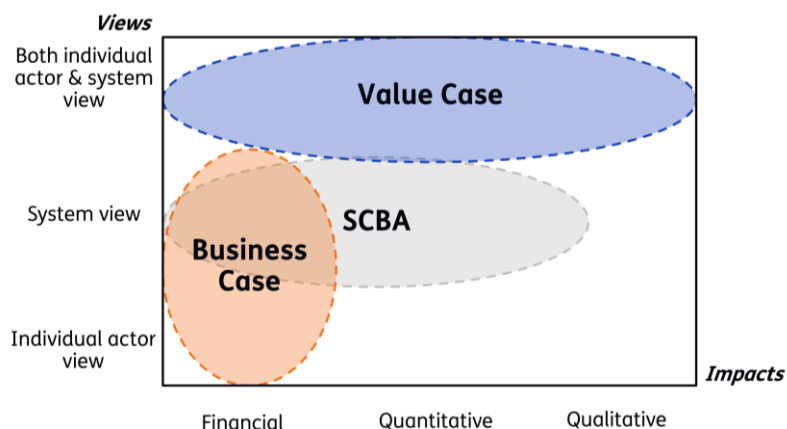 Views
Both individual
actor & system
view
Value Case
System view
SCBA
Business
Case
Individual actor
view
Impacts
Financial
Quantitative
Qualitative